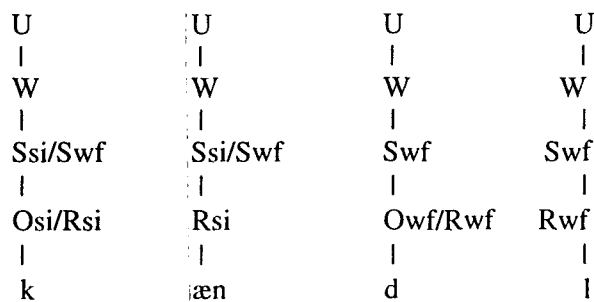 U U U U
| | | |
W W W W
| | | |
Ssi/Swf Ssi/Swf Swf Swf
| | | |
Osi/Rsi Rsi Owf/Rwf Rwf
| | | |
k æn d l